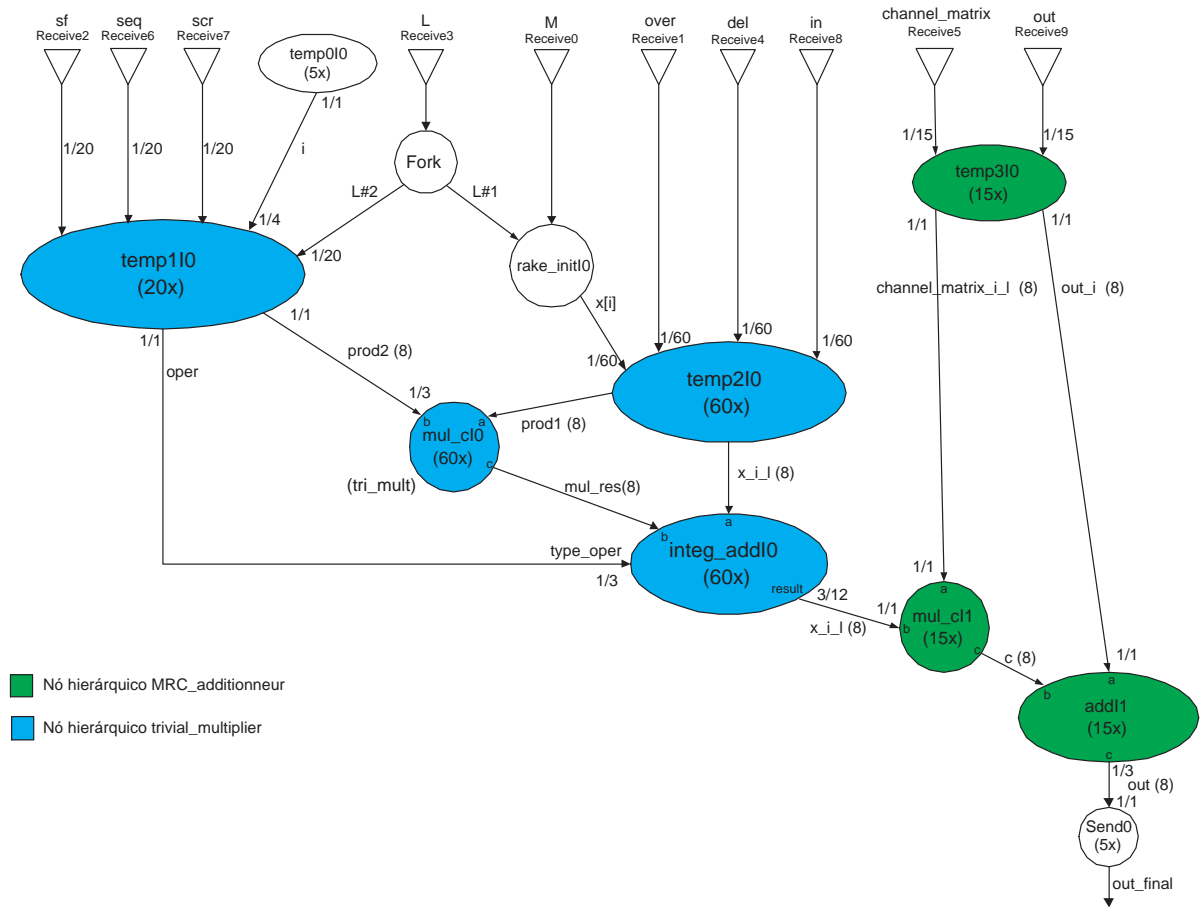 sf
Receive2
seq
Receive6
scr
Receive7
L
Receive3
M
Receive0
over
Receive1
del
Receive4
in
Receive8
channel_matrix
Receive5
out
Receive9
temp0I0
(5x)
1/1
i
1/20
1/20
1/20
1/4
Fork
L#2
L#1
1/20
1/15
1/15
temp3I0
(15x)
1/1
1/1
temp1I0
(20x)
1/1
1/1
rake_initI0
x[i]
channel_matrix_i_l (8)
out_i (8)
1/60
1/60
1/60
1/60
oper
prod2 (8)
1/3
temp2I0
(60x)
prod1 (8)
b
a
mul_cI0
(60x)
c
(tri_mult)
mul_res(8)
x_i_l (8)
a
b
integ_addI0
(60x)
result
type_oper
1/3
3/12
x_i_l (8)
1/1
1/1
a
b
mul_cI1
(15x)
c
c (8)
1/1
a
b
addI1
(15x)
c
1/3
out (8)
1/1
Send0
(5x)
out_final
Nó hierárquico MRC_additionneur
Nó hierárquico trivial_multiplier